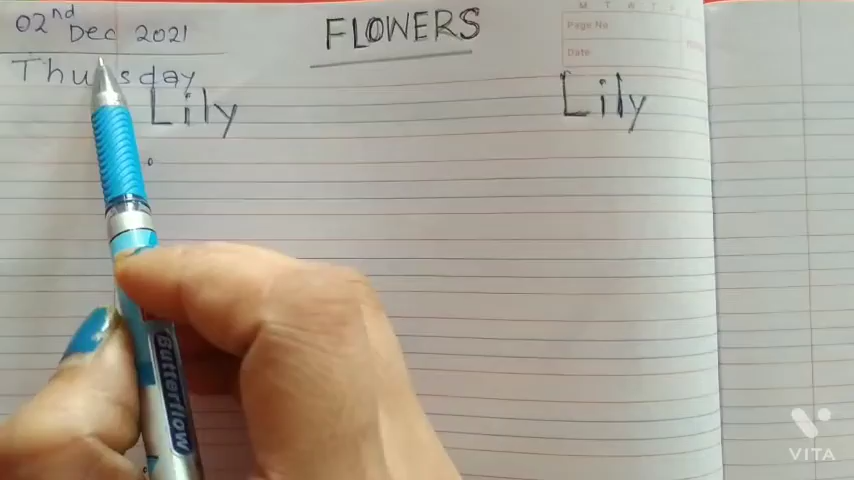 02nd Dec 2021
FLOWERS
M T W T F S
Page No
Date:
Thu sday
Lily
Lily
Butterflow
VITA